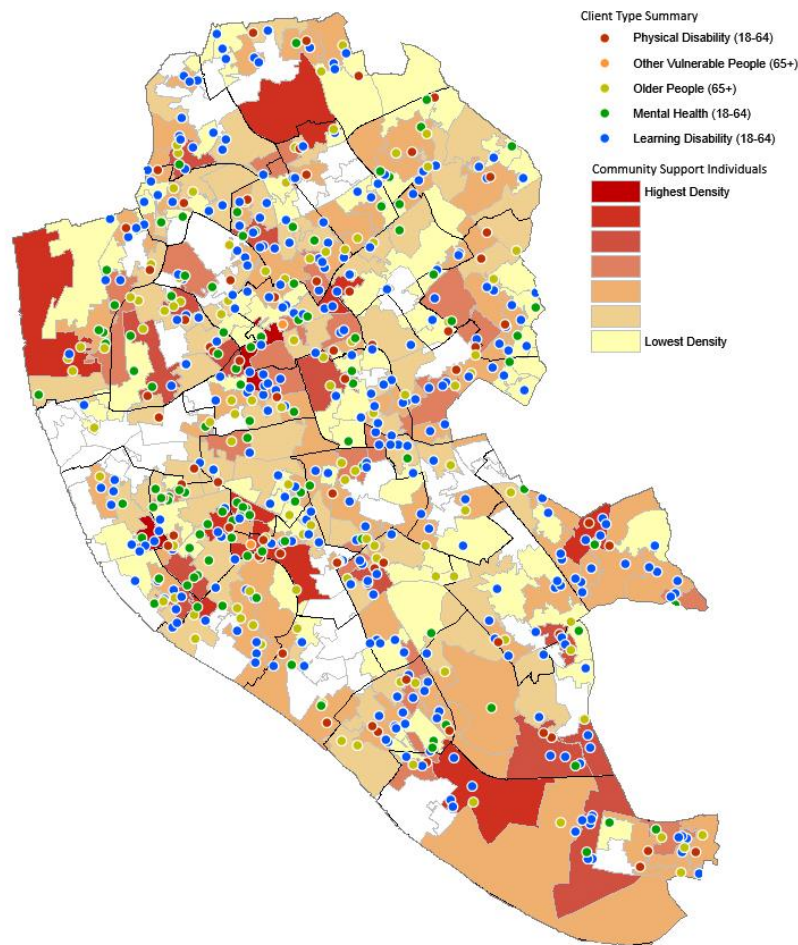 Client Type Summary
Physical Disability (18-64)
Other Vulnerable People (65+)
Older People (65+)
Mental Health (18-64)
Learning Disability (18-64)
Community Support Individuals
Highest Density
Lowest Density